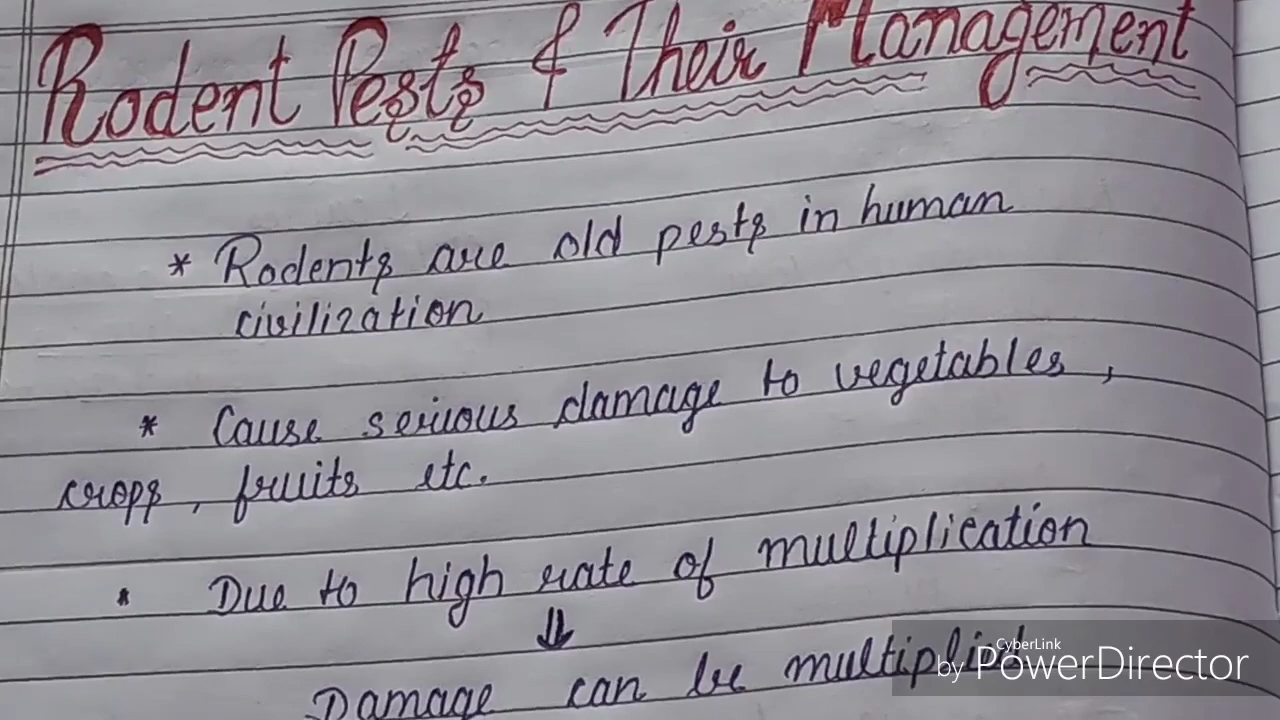 Rodent Pests & Their Management
* Rodents are old pests in human
civilization
* Cause serious damage to vegetables,
crops, fruits etc.
* Due to high rate of multiplication
⇓
Damage can be multiplied
CyberLink
by PowerDirector